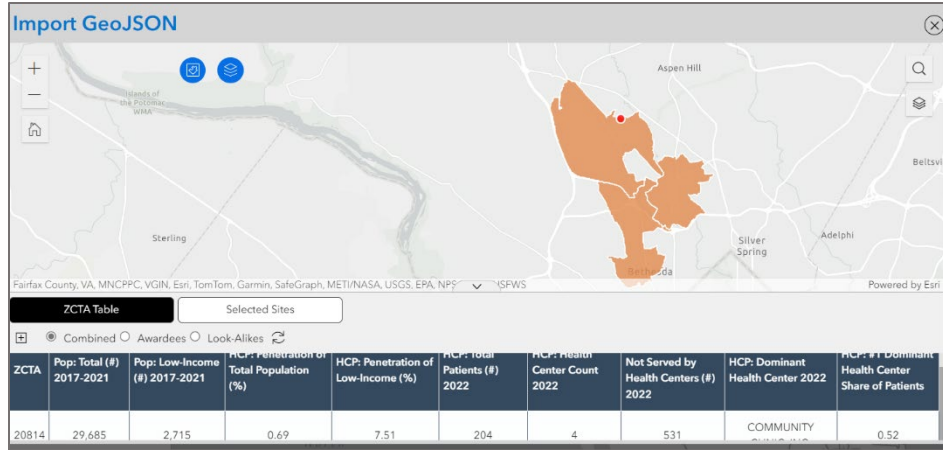 Import GeoJSON
Aspen Hill
Islands of
the Potomac
WMA
Beltsvi
Sterling
Silver
Spring
Adelphi
Bethesda
Fairfax County, VA, MNCPPC, VGIN, Esri, TomTom, Garmin, SafeGraph, METI/NASA, USGS, EPA, NPS USFWS
Powered by Esri
ZCTA Table
Selected Sites
Combined Awardees Look-Alikes
ZCTA
Pop: Total (#)
2017-2021
Pop: Low-Income
(#) 2017-2021
HCP: Penetration of
Total Population
(%)
HCP: Penetration of
Low-Income (%)
HCP: Total
Patients (#)
2022
HCP: Health
Center Count
2022
Not Served by
Health Centers (#)
2022
HCP: Dominant
Health Center 2022
HCP: #1 Dominant
Health Center
Share of Patients
20814
29,685
2,715
0.69
7.51
204
4
531
COMMUNITY
CLINIC, INC.
0.52